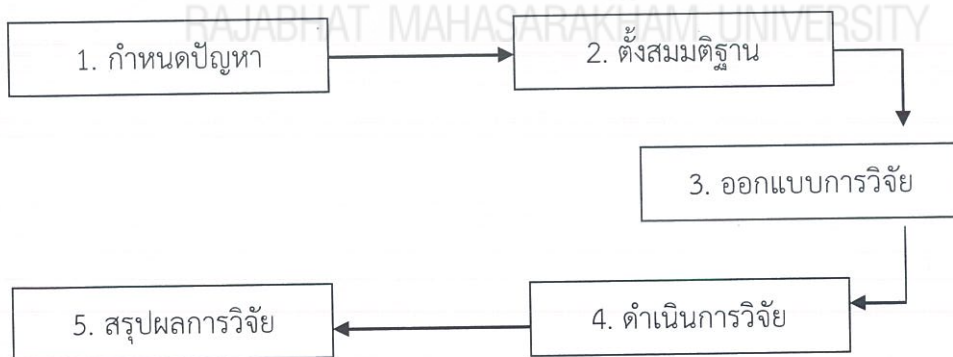 RAJABHAT MAHASARAKHAM UNIVERSITY
1. กำหนดปัญหา
2. ตั้งสมมติฐาน
3. ออกแบบการวิจัย
4. ดำเนินการวิจัย
5. สรุปผลการวิจัย